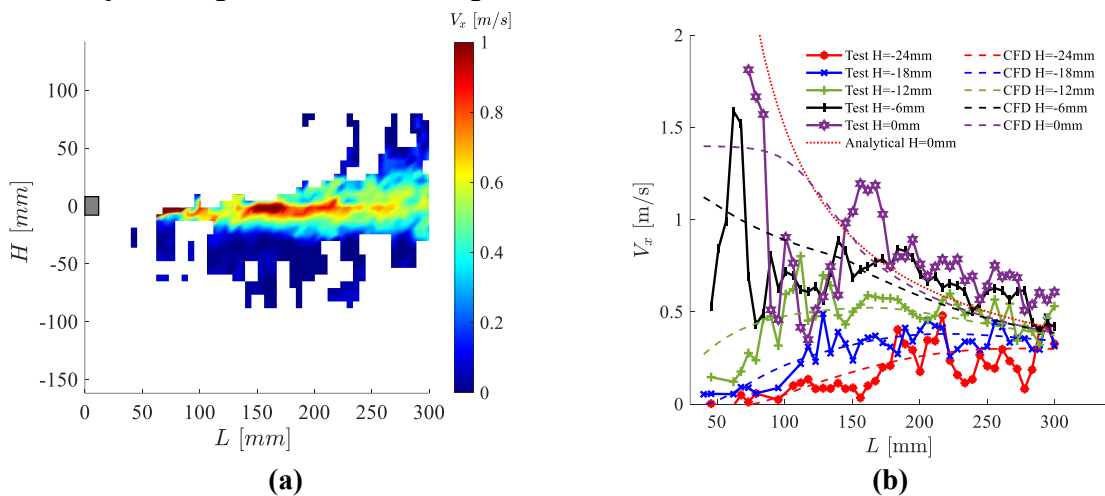 V_x [m/s]
1
0.8
0.6
0.4
0.2
0
100
50
0
-50
-100
-150
H [mm]
0 50 100 150 200 250 300
L [mm]
(a)
2
1.5
1
0.5
0
V_x [m/s]
Test H=-24mm
Test H=-18mm
Test H=-12mm
Test H=-6mm
Test H=0mm
Analytical H=0mm
CFD H=-24mm
CFD H=-18mm
CFD H=-12mm
CFD H=-6mm
CFD H=0mm
50 100 150 200 250 300
L [mm]
(b)